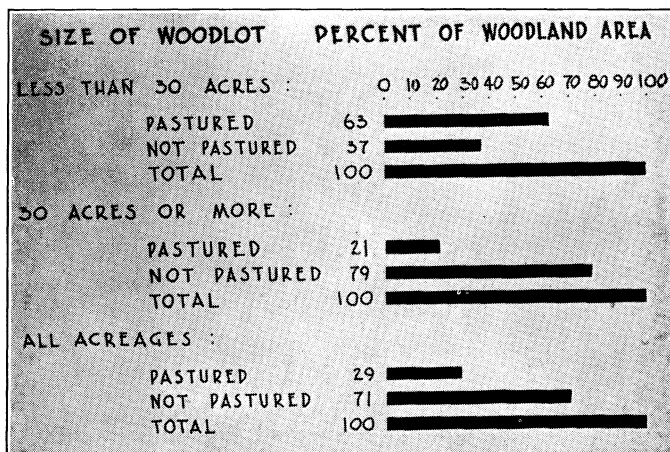 SIZE OF WOODLOT PERCENT OF WOODLAND AREA
LESS THAN 30 ACRES : 0 10 20 30 40 50 60 70 80 90 100
PASTURED 63
NOT PASTURED 37
TOTAL 100
30 ACRES OR MORE :
PASTURED 21
NOT PASTURED 79
TOTAL 100
ALL ACREAGES :
PASTURED 29
NOT PASTURED 71
TOTAL 100